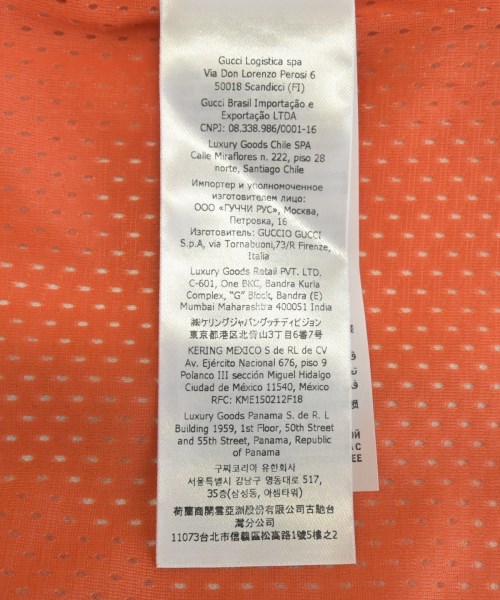 Gucci Logistica spa
Via Don Lorenzo Perosi 6
50018 Scandicci (FI)
Gucci Brasil Importação e
Exportação LTDA
CNPJ: 08.338.986/0001-16
Luxury Goods Chile SPA
Calle Miraflores n. 222, piso 28
norte, Santiago Chile
Импортер и уполномоченное
изготовителем лицо:
ООО «ГУЧЧИ РУС», Москва,
Петровка, 16
Изготовитель: GUCCIO GUCCI
S.p.A, via Tornabuoni,73/R Firenze,
Italia
Luxury Goods Retail PVT. LTD.
C-601, One BKC, Bandra Kurla
Complex, "G" Block, Bandra (E)
Mumbai Maharashtra 400051 India
㈱ケリングジャパングッチディビジョン
東京都港区北青山3丁目6番7号
KERING MEXICO S de RL de CV
Av. Ejército Nacional 676, piso 9
Polanco III sección Miguel Hidalgo
Ciudad de México 11540, México
RFC: KME150212F18
Luxury Goods Panama S. de R. L
Building 1959, 1st Floor, 50th Street
and 55th Street, Panama, Republic
of Panama
구찌코리아 유한회사
서울특별시 강남구 영동대로 517,
35층(삼성동, 아셈타워)
荷蘭商開雲亞洲股份有限公司古馳台
灣分公司
11073台北市信義區松高路1號5樓之2